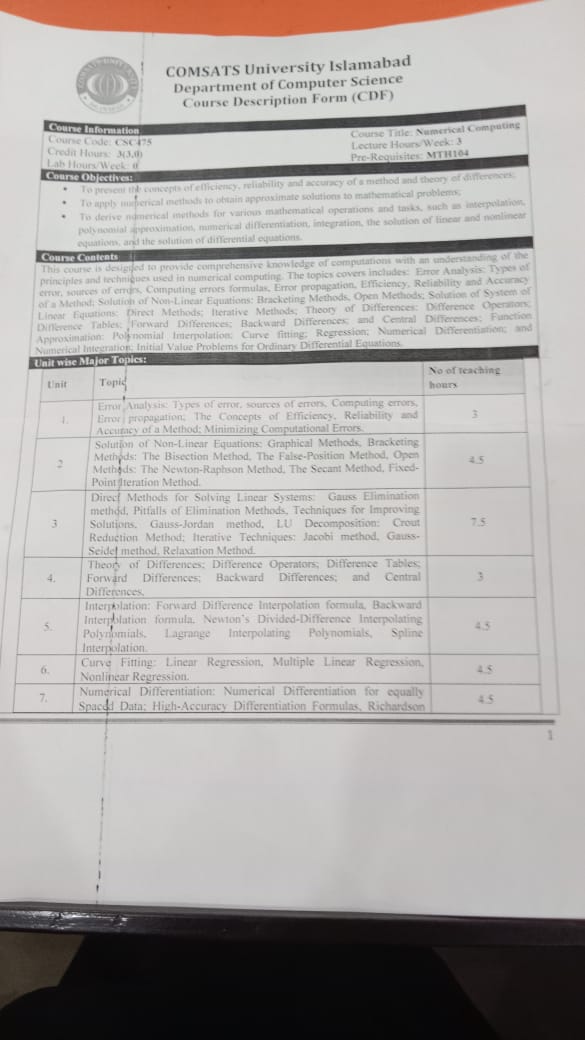 COMSATS University Islamabad
Department of Computer Science
Course Description Form (CDF)
Course Information
Course Code: CSC475
Course Title: Numerical Computing
Credit Hours: 3(3,0)
Lecture Hours/Week: 3
Lab Hours/Week: 0
Pre-Requisites: MTH104
Course Objectives:
• To present the concepts of efficiency, reliability and accuracy of a method and theory of differences;
• To apply numerical methods to obtain approximate solutions to mathematical problems;
• To derive numerical methods for various mathematical operations and tasks, such as interpolation,
polynomial approximation, numerical differentiation, integration, the solution of linear and nonlinear
equations, and the solution of differential equations.
Course Contents
This course is designed to provide comprehensive knowledge of computations with an understanding of the
principles and techniques used in numerical computing. The topics covers includes: Error Analysis: Types of
error, sources of errors, Computing errors formulas, Error propagation, Efficiency, Reliability and Accuracy
of a Method; Solution of Non-Linear Equations: Bracketing Methods, Open Methods; Solution of System of
Linear Equations: Direct Methods; Iterative Methods; Theory of Differences: Difference Operators;
Difference Tables; Forward Differences; Backward Differences; and Central Differences; Function
Approximation: Polynomial Interpolation; Curve fitting; Regression; Numerical Differentiation; and
Numerical Integration; Initial Value Problems for Ordinary Differential Equations.
Unit wise Major Topics:
Unit
Topic
No of teaching
hours
1.
Error Analysis: Types of error, sources of errors, Computing errors,
Error propagation; The Concepts of Efficiency, Reliability and
Accuracy of a Method; Minimizing Computational Errors.
3
2
Solution of Non-Linear Equations: Graphical Methods, Bracketing
Methods: The Bisection Method, The False-Position Method, Open
Methods: The Newton-Raphson Method, The Secant Method, Fixed-
Point Iteration Method.
4.5
3
Direct Methods for Solving Linear Systems: Gauss Elimination
method, Pitfalls of Elimination Methods, Techniques for Improving
Solutions, Gauss-Jordan method, LU Decomposition: Crout
Reduction Method; Iterative Techniques: Jacobi method, Gauss-
Seidel method, Relaxation Method.
7.5
4.
Theory of Differences; Difference Operators; Difference Tables;
Forward Differences; Backward Differences; and Central
Differences.
3
5.
Interpolation: Forward Difference Interpolation formula, Backward
Interpolation formula, Newton's Divided-Difference Interpolating
Polynomials, Lagrange Interpolating Polynomials, Spline
Interpolation.
4.5
6.
Curve Fitting: Linear Regression, Multiple Linear Regression,
Nonlinear Regression.
4.5
7.
Numerical Differentiation: Numerical Differentiation for equally
Spaced Data; High-Accuracy Differentiation Formulas, Richardson
4.5
1